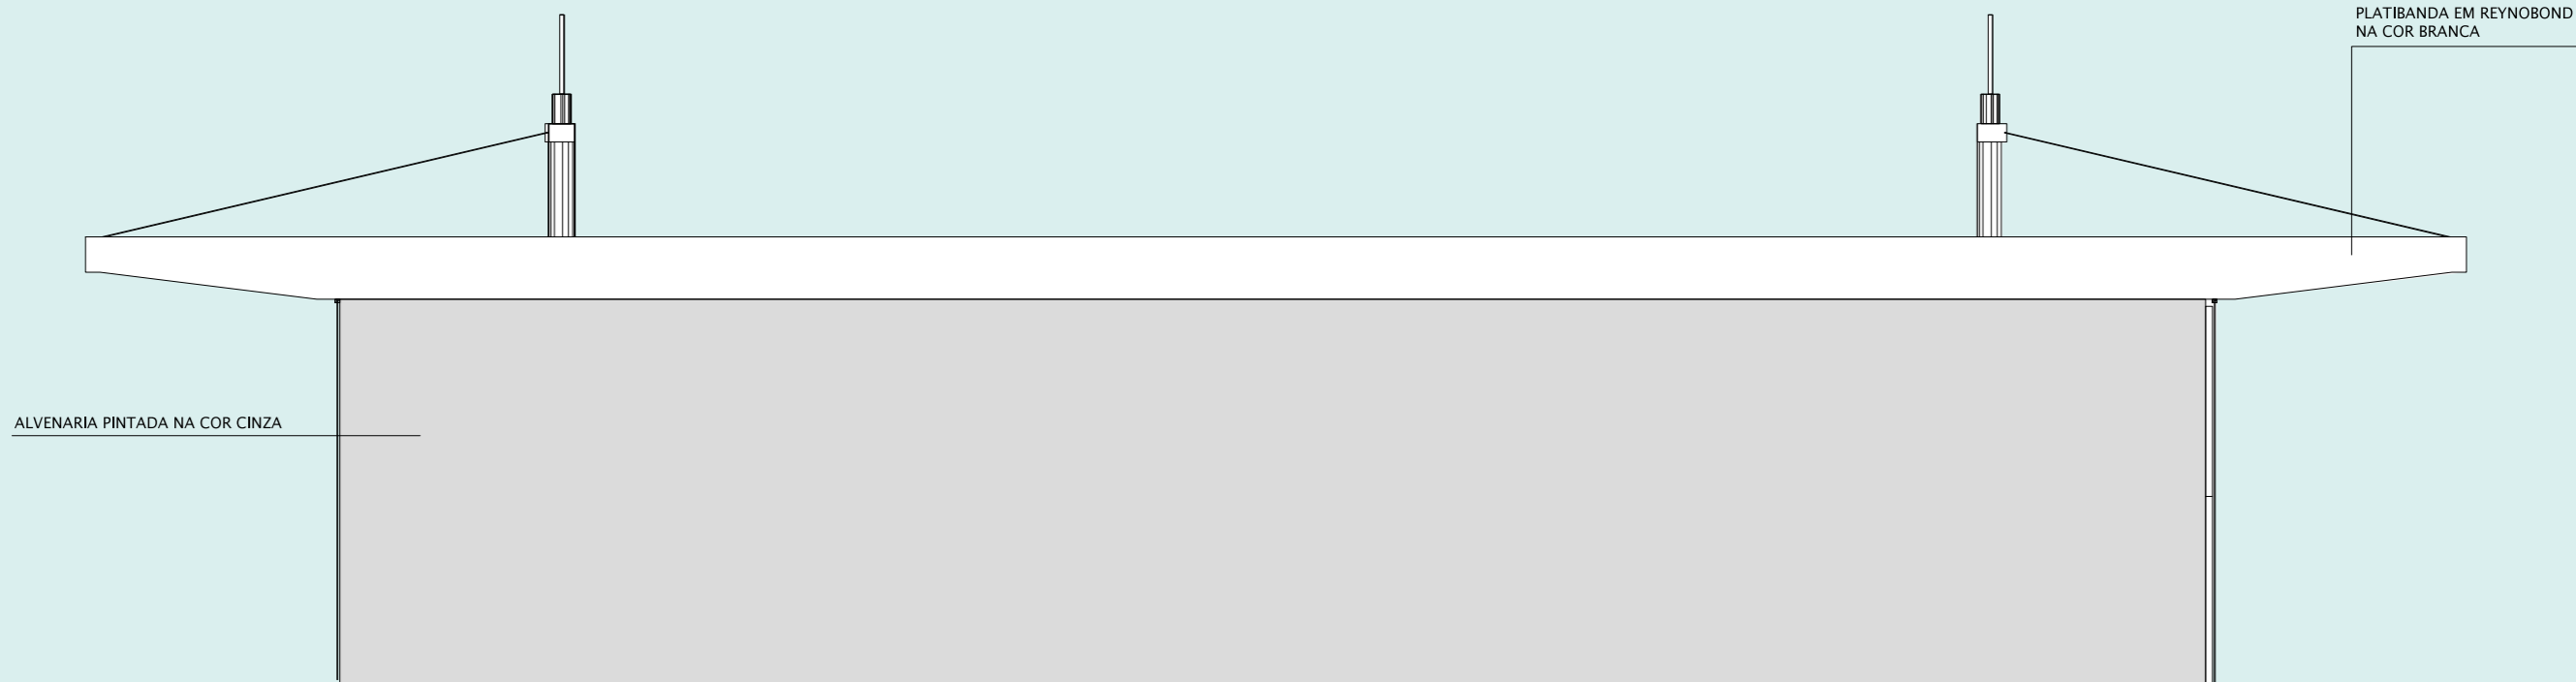 PLATIBANDA EM REYNOBOND
NA COR BRANCA
ALVENARIA PINTADA NA COR CINZA